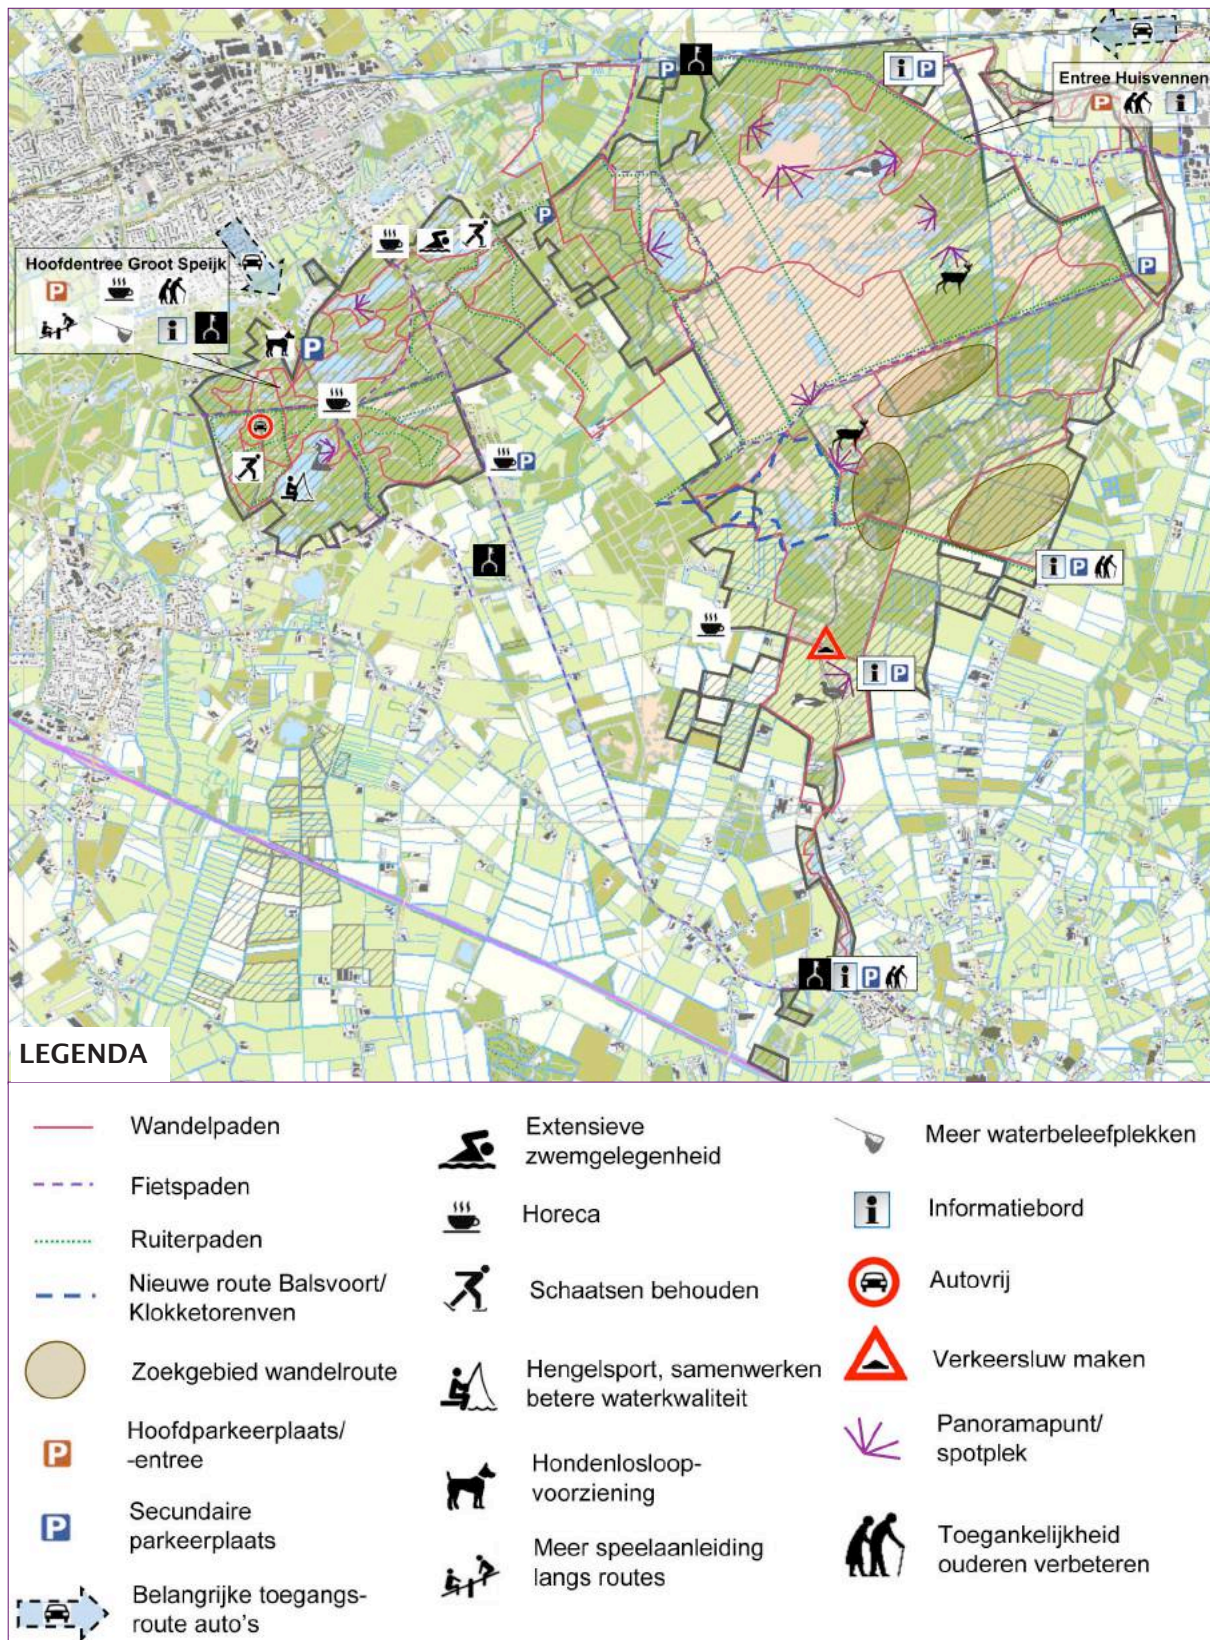 Entree Huisvennen
P
i
i P
P
P
Hoofdentree Groot Speijk
P
i
P
P
P
i P
i P
i P
LEGENDA
Wandelpaden
Fietspaden
Ruiterpaden
Nieuwe route Balsvoort/
Klokketorenven
Zoekgebied wandelroute
P
Hoofdparkeerplaats/
-entree
P
Secundaire
parkeerplaats
Belangrijke toegangs-
route auto's
Extensieve
zwemgelegenheid
Horeca
Schaatsen behouden
Hengelsport, samenwerken
betere waterkwaliteit
Hondenlosloop-
voorziening
Meer speelaanleiding
langs routes
Meer waterbeleefplekken
i
Informatiebord
Autovrij
Verkeersluw maken
Panoramapunt/
spotplek
Toegankelijkheid
ouderen verbeteren